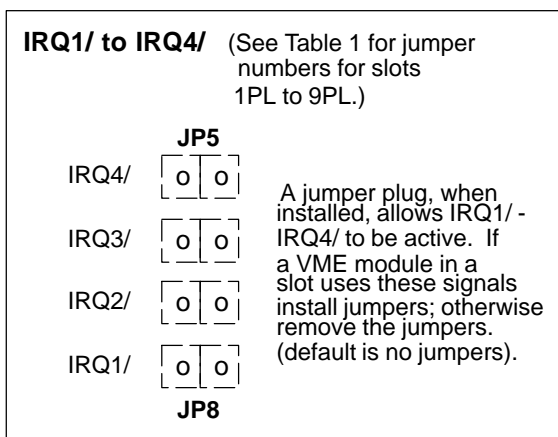 IRQ1/ to IRQ4/ (See Table 1 for jumper
numbers for slots
1PL to 9PL.)
JP5
IRQ4/ o o
IRQ3/ o o
IRQ2/ o o
IRQ1/ o o
JP8
A jumper plug, when
installed, allows IRQ1/ -
IRQ4/ to be active. If
a VME module in a
slot uses these signals
install jumpers; otherwise
remove the jumpers.
(default is no jumpers).